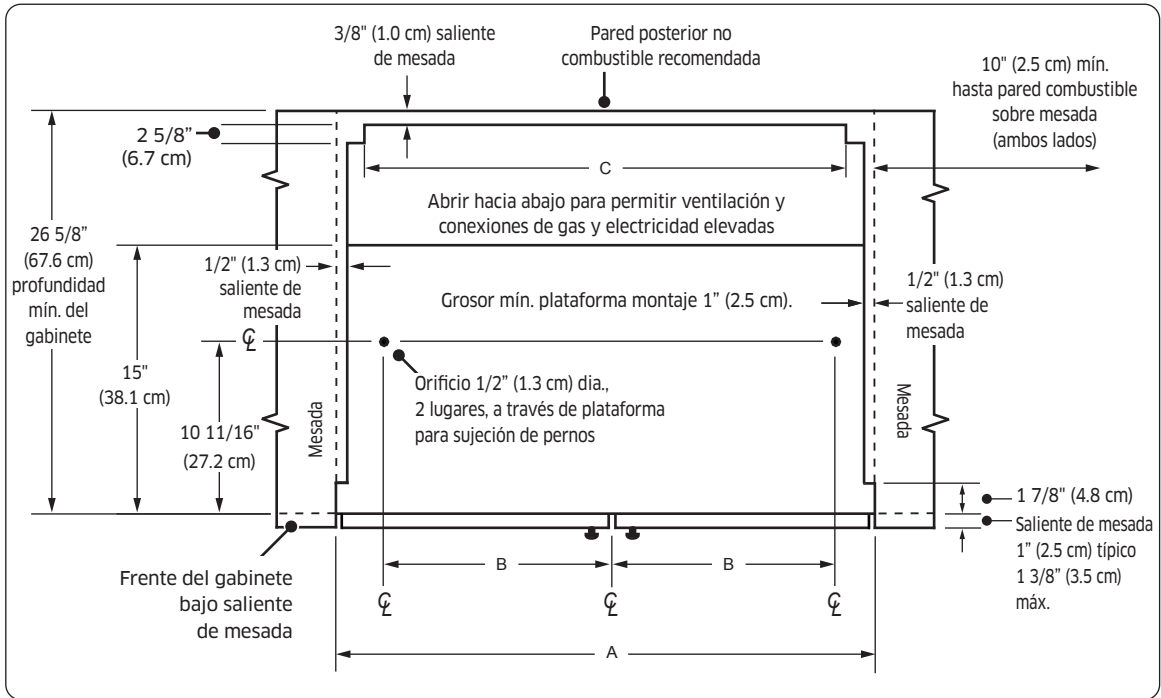 3/8" (1.0 cm) saliente
de mesada
Pared posterior no
combustible recomendada
10" (2.5 cm) mín.
hasta pared combustible
sobre mesada
(ambos lados)
2 5/8”
(6.7 cm)
C
Abrir hacia abajo para permitir ventilación y
conexiones de gas y electricidad elevadas
26 5/8"
(67.6 cm)
profundidad
mín. del
gabinete
1/2" (1.3 cm)
saliente de
mesada
Grosor mín. plataforma montaje 1” (2.5 cm).
1/2" (1.3 cm)
saliente de
mesada
℄
15"
(38.1 cm)
Orificio 1/2” (1.3 cm) dia.,
2 lugares, a través de plataforma
para sujeción de pernos
10 11/16"
(27.2 cm)
Mesada
Mesada
1 7/8" (4.8 cm)
Saliente de mesada
1” (2.5 cm) típico
1 3/8” (3.5 cm)
máx.
Frente del gabinete
bajo saliente
de mesada
B
B
℄
℄
℄
A